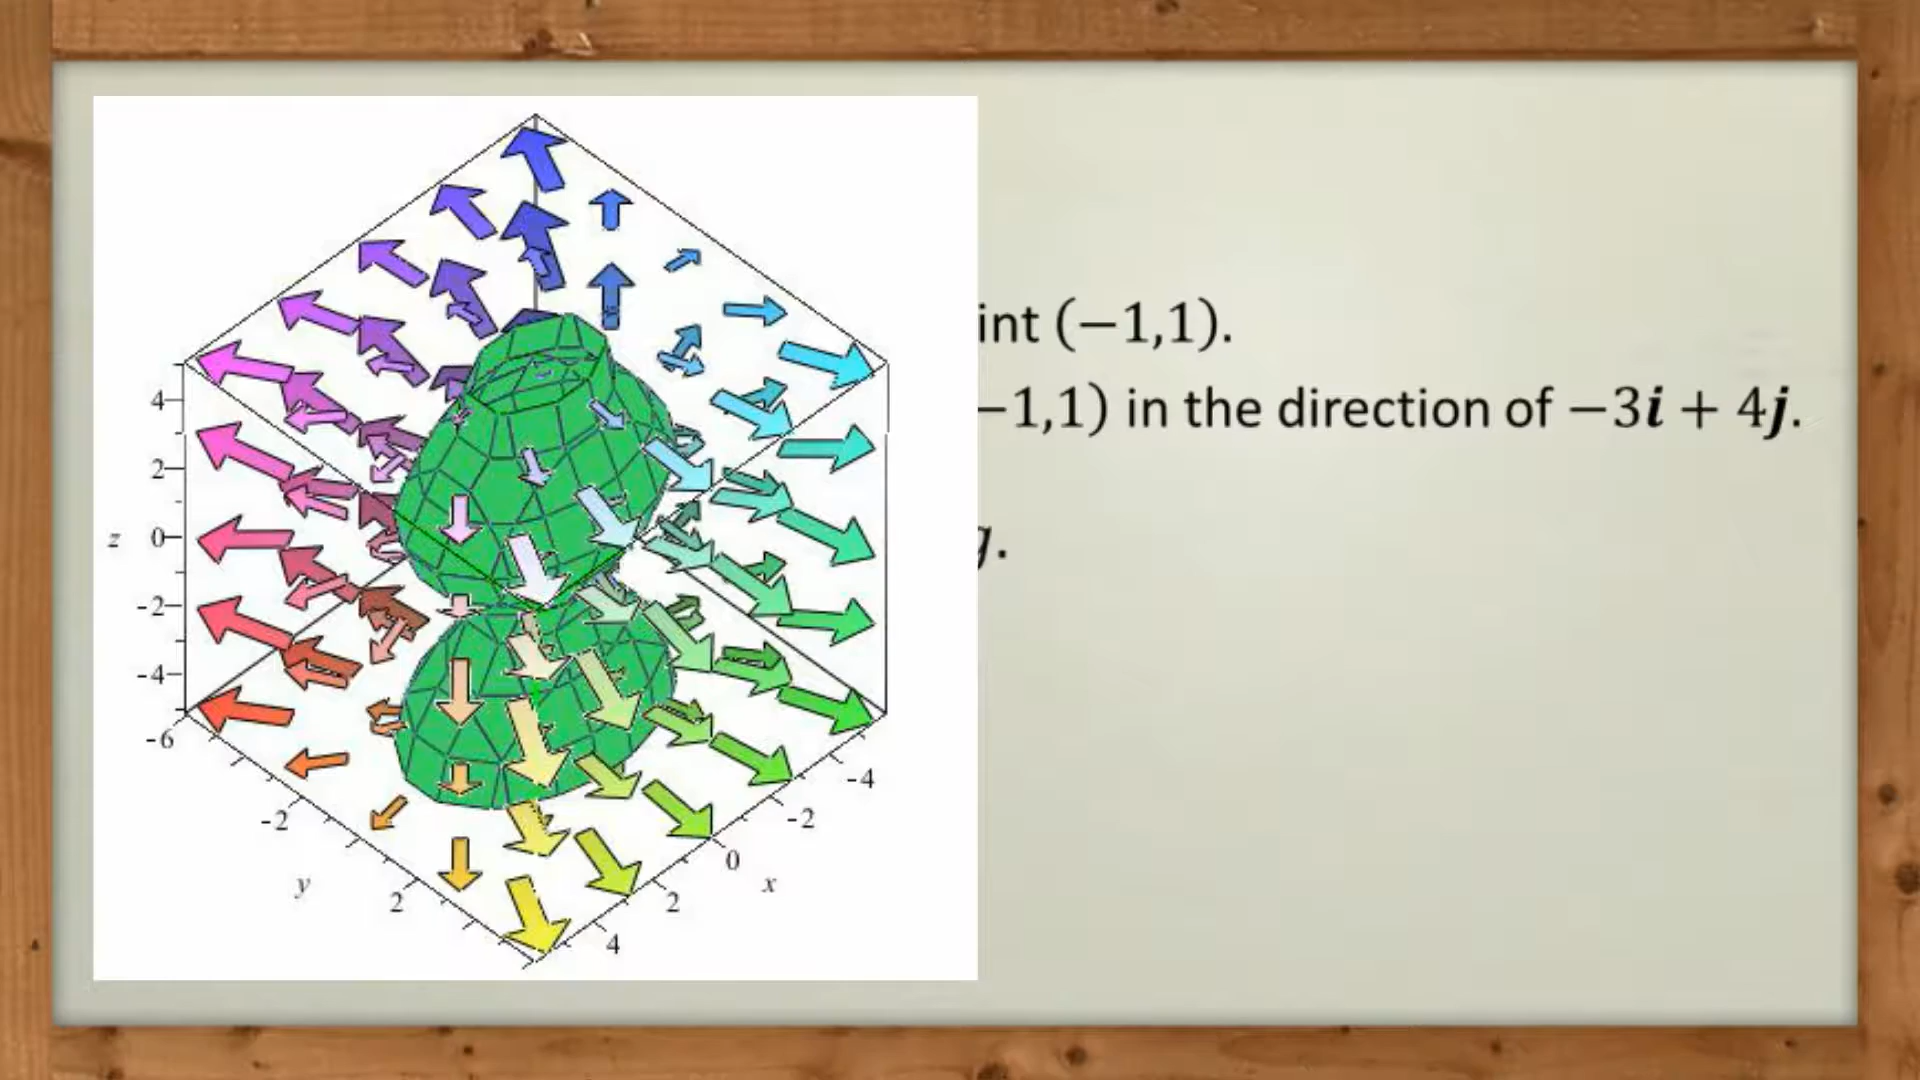 int (−1,1).
−1,1) in the direction of −3i + 4j.
g.
4
2
z 0
-2
-4
-6
-2
y
2
4
2
0
x
-2
-4